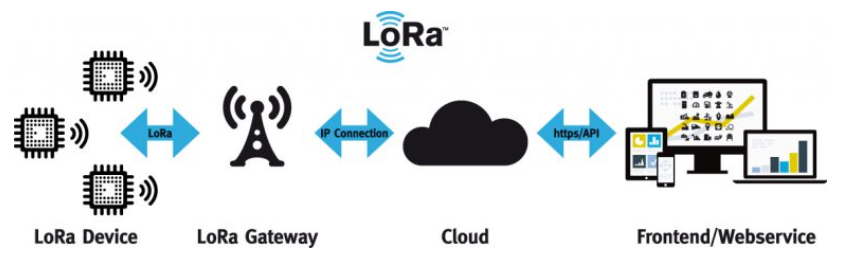 LoRa™
LoRa
IP Connection
https/API
LoRa Device
LoRa Gateway
Cloud
Frontend/Webservice